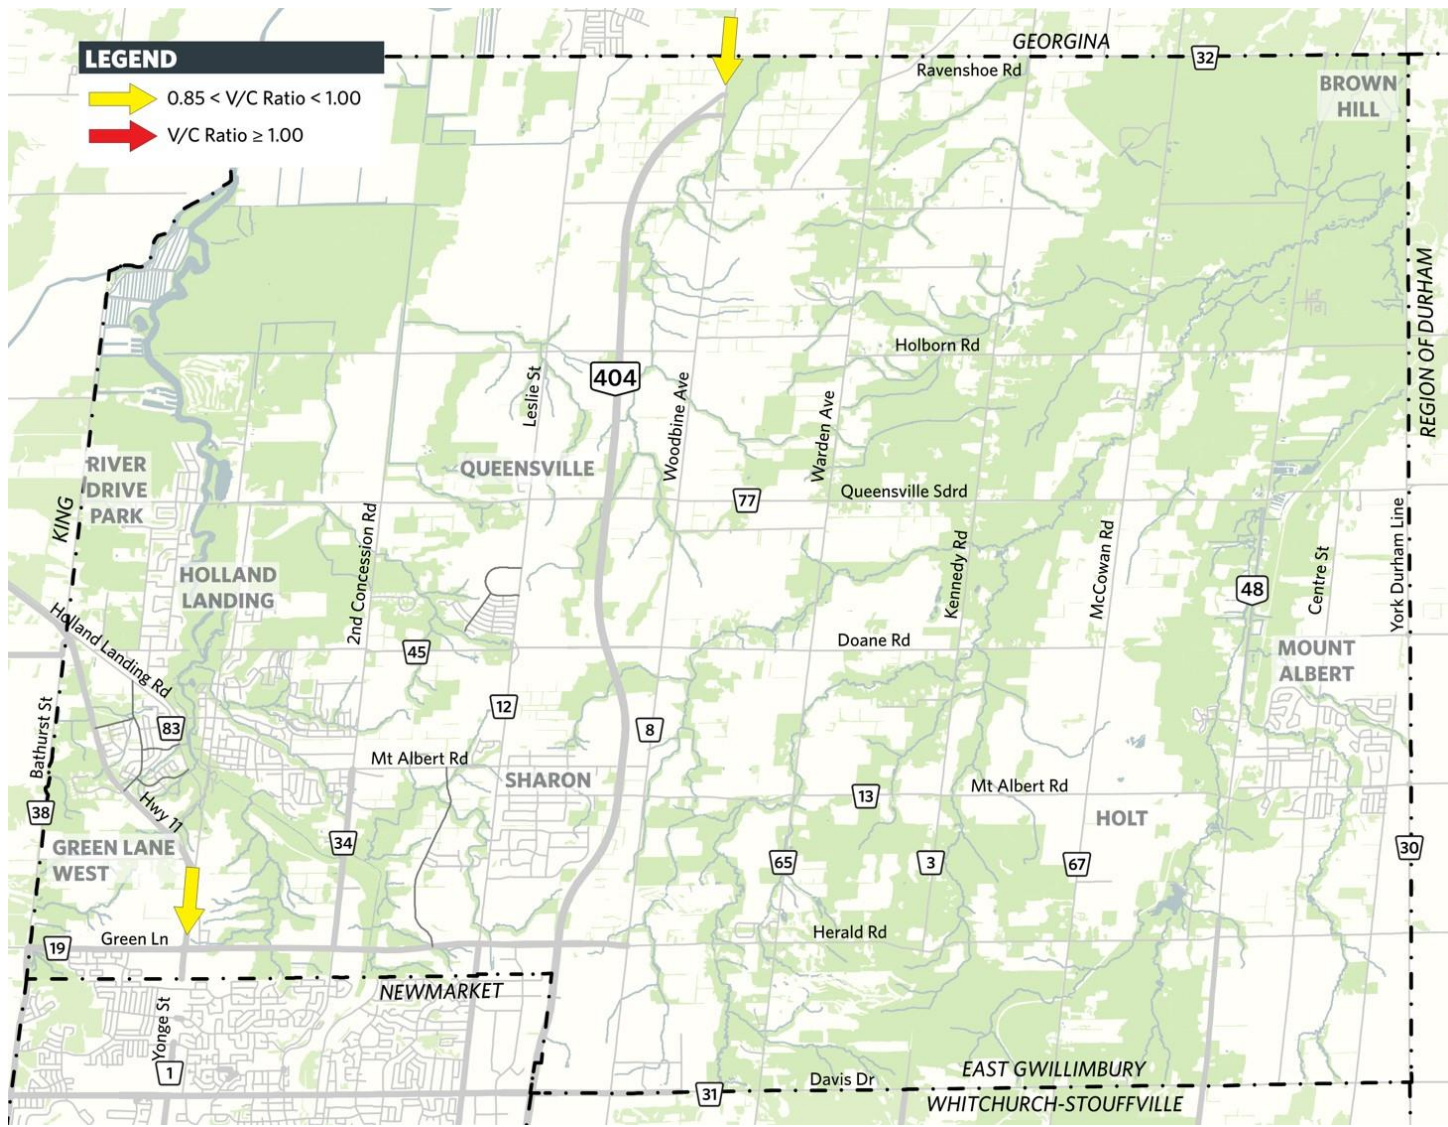 LEGEND
0.85 < V/C Ratio < 1.00
V/C Ratio ≥ 1.00
GEORGINA
32
Ravenshoe Rd
BROWN
HILL
REGION OF DURHAM
Holborn Rd
404
Leslie St
Woodbine Ave
Warden Ave
QUEENSVILLE
RIVER
DRIVE
PARK
KING
77
Queensville Sdrd
2nd Concession Rd
Kennedy Rd
McCowan Rd
Centre St
York Durham Line
HOLLAND
LANDING
48
Holland Landing Rd
45
Doane Rd
MOUNT
ALBERT
12
83
8
Bathurst St
Mt Albert Rd
SHARON
Mt Albert Rd
13
38
Hwy 11
HOLT
34
GREEN LANE
WEST
65
3
67
30
19
Green Ln
Herald Rd
NEWMARKET
Yonge St
1
EAST GWILLIMBURY
Davis Dr
31
WHITCHURCH-STOUFFVILLE